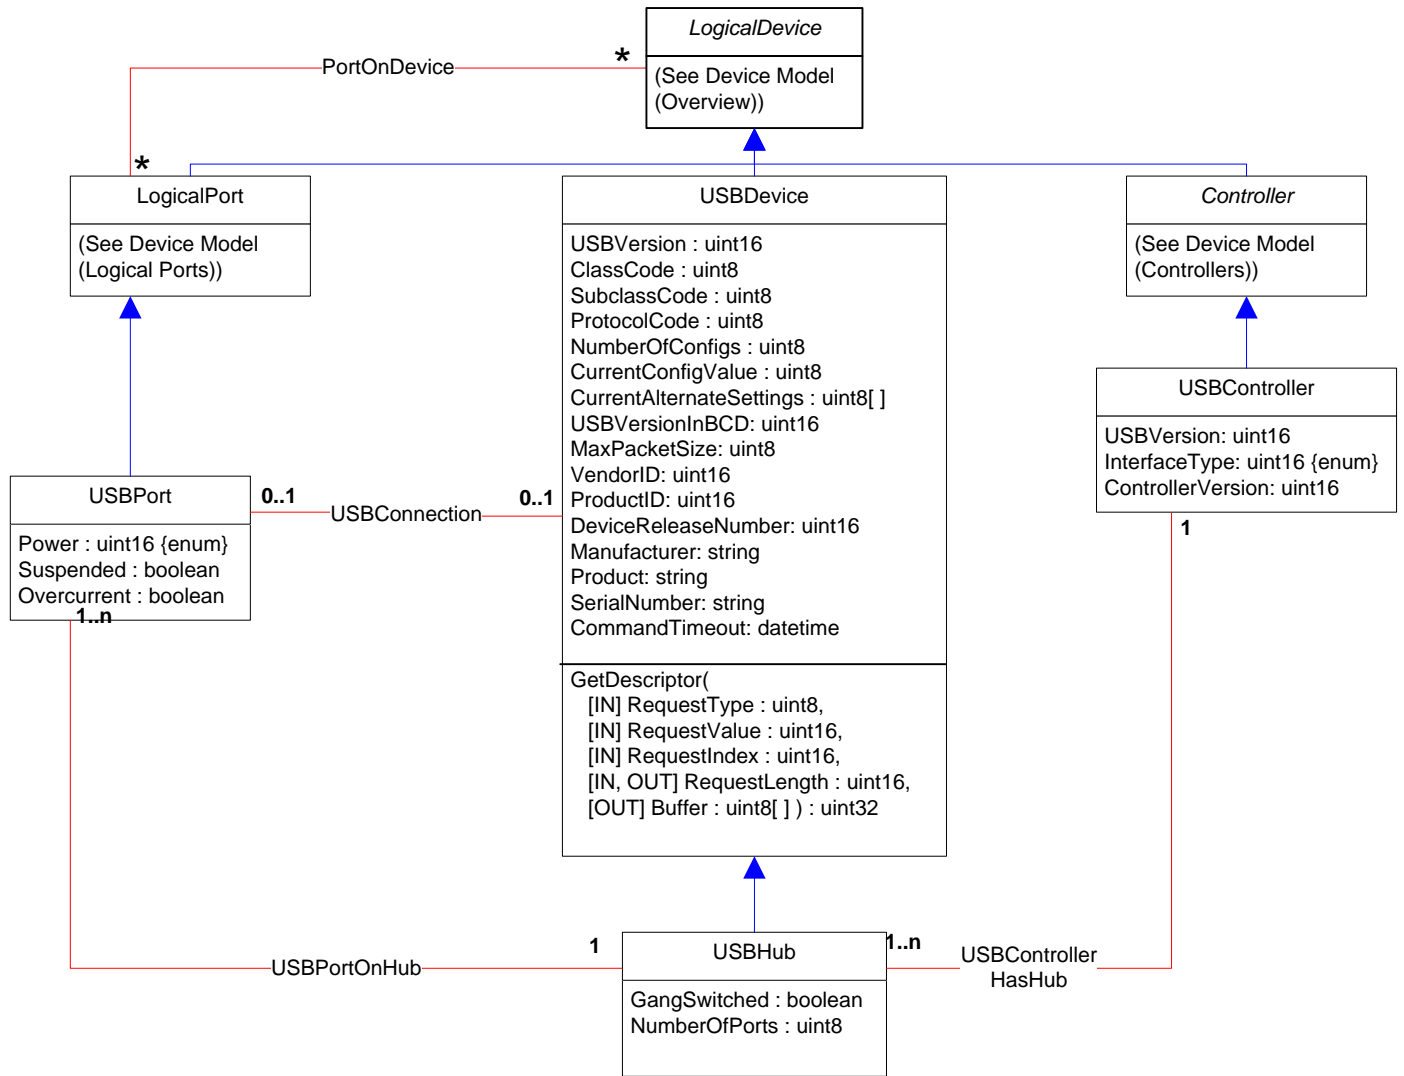 LogicalDevice
(See Device Model
(Overview))
PortOnDevice
*
*
LogicalPort
(See Device Model
(Logical Ports))
USBDevice
USBVersion : uint16
ClassCode : uint8
SubclassCode : uint8
ProtocolCode : uint8
NumberOfConfigs : uint8
CurrentConfigValue : uint8
CurrentAlternateSettings : uint8[ ]
USBVersionInBCD: uint16
MaxPacketSize: uint8
VendorID: uint16
ProductID: uint16
DeviceReleaseNumber: uint16
Manufacturer: string
Product: string
SerialNumber: string
CommandTimeout: datetime
GetDescriptor(
[IN] RequestType : uint8,
[IN] RequestValue : uint16,
[IN] RequestIndex : uint16,
[IN, OUT] RequestLength : uint16,
[OUT] Buffer : uint8[ ] ) : uint32
Controller
(See Device Model
(Controllers))
USBController
USBVersion: uint16
InterfaceType: uint16 {enum}
ControllerVersion: uint16
1
USBPort
Power : uint16 {enum}
Suspended : boolean
Overcurrent : boolean
1..n
0..1
USBConnection
0..1
USBPortOnHub
1
USBHub
GangSwitched : boolean
NumberOfPorts : uint8
1..n
USBController
HasHub